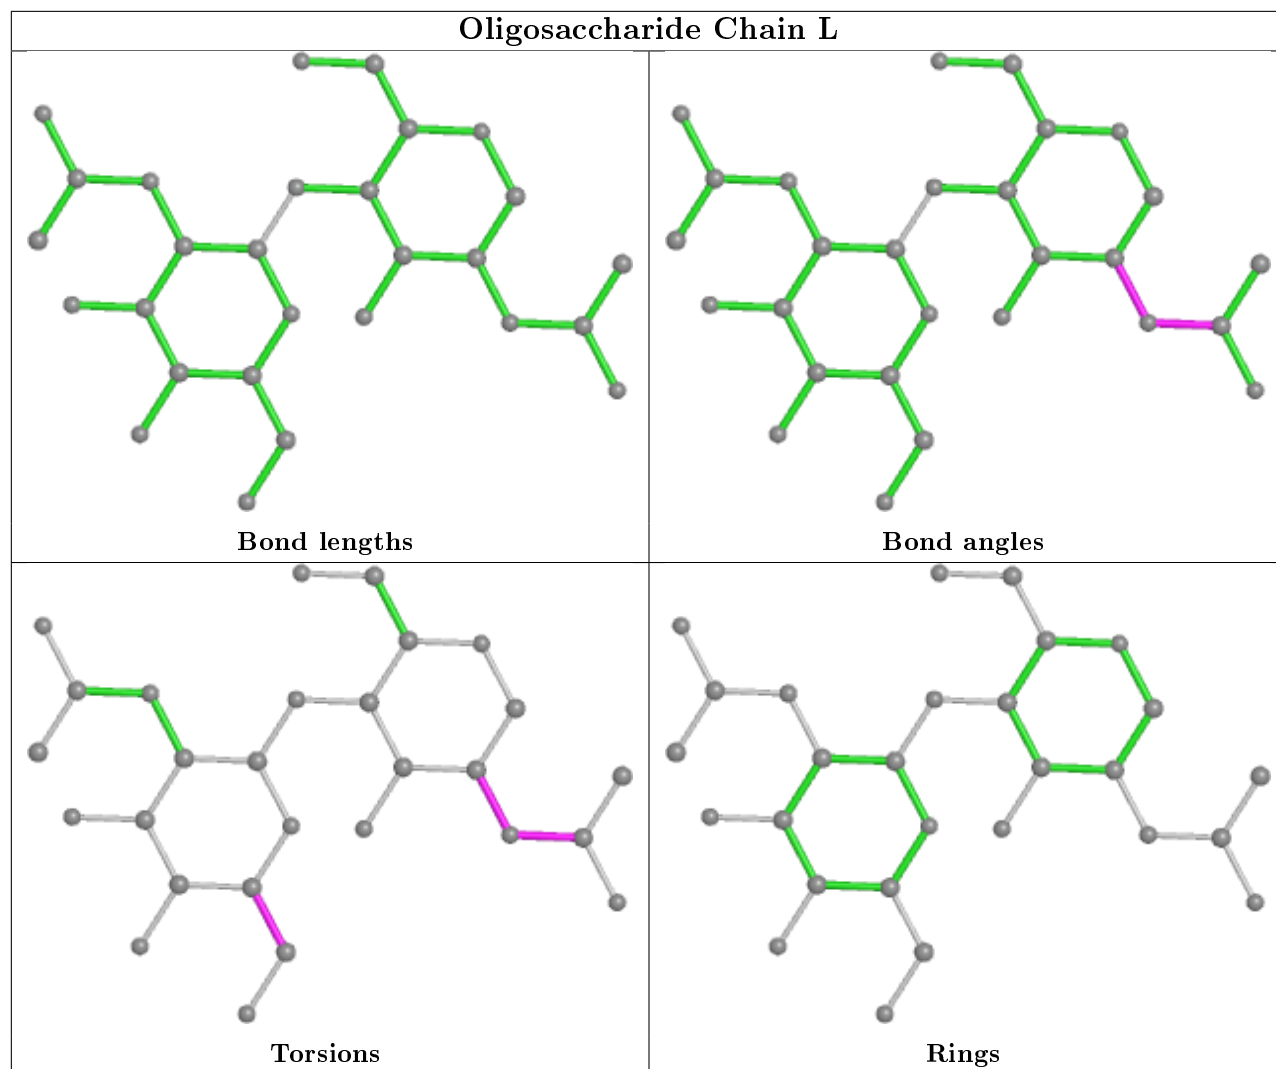 Oligosaccharide Chain L
Bond lengths
Bond angles
Torsions
Rings